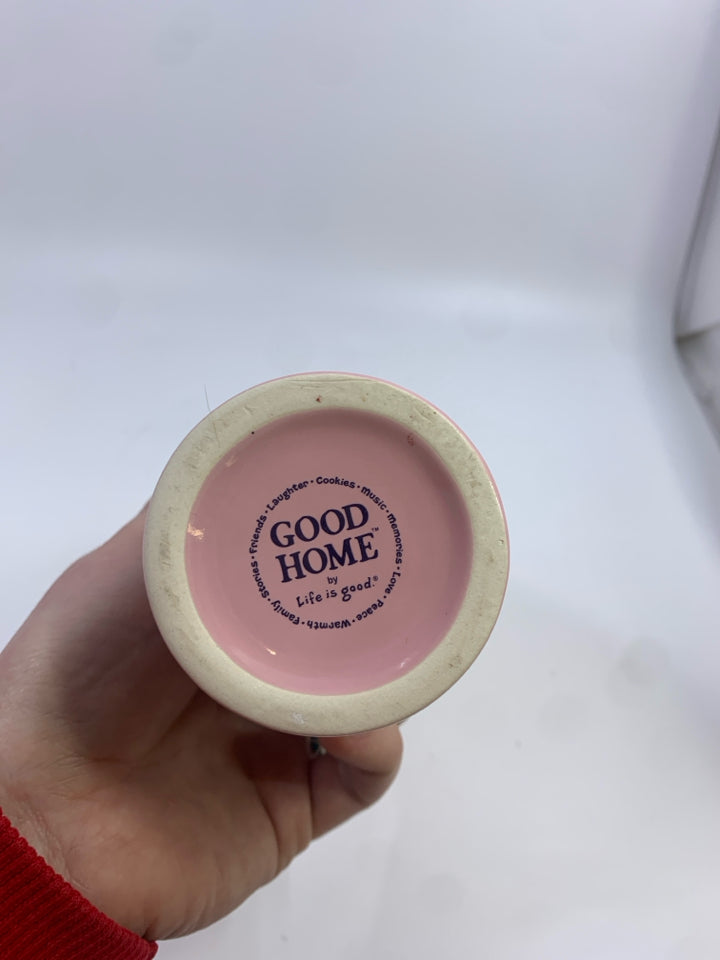 GOOD
HOME™
by
Life is good.®
Friends • Laughter • Cookies • Music • Memories • Love • Peace • Warmth • Family • Stories •